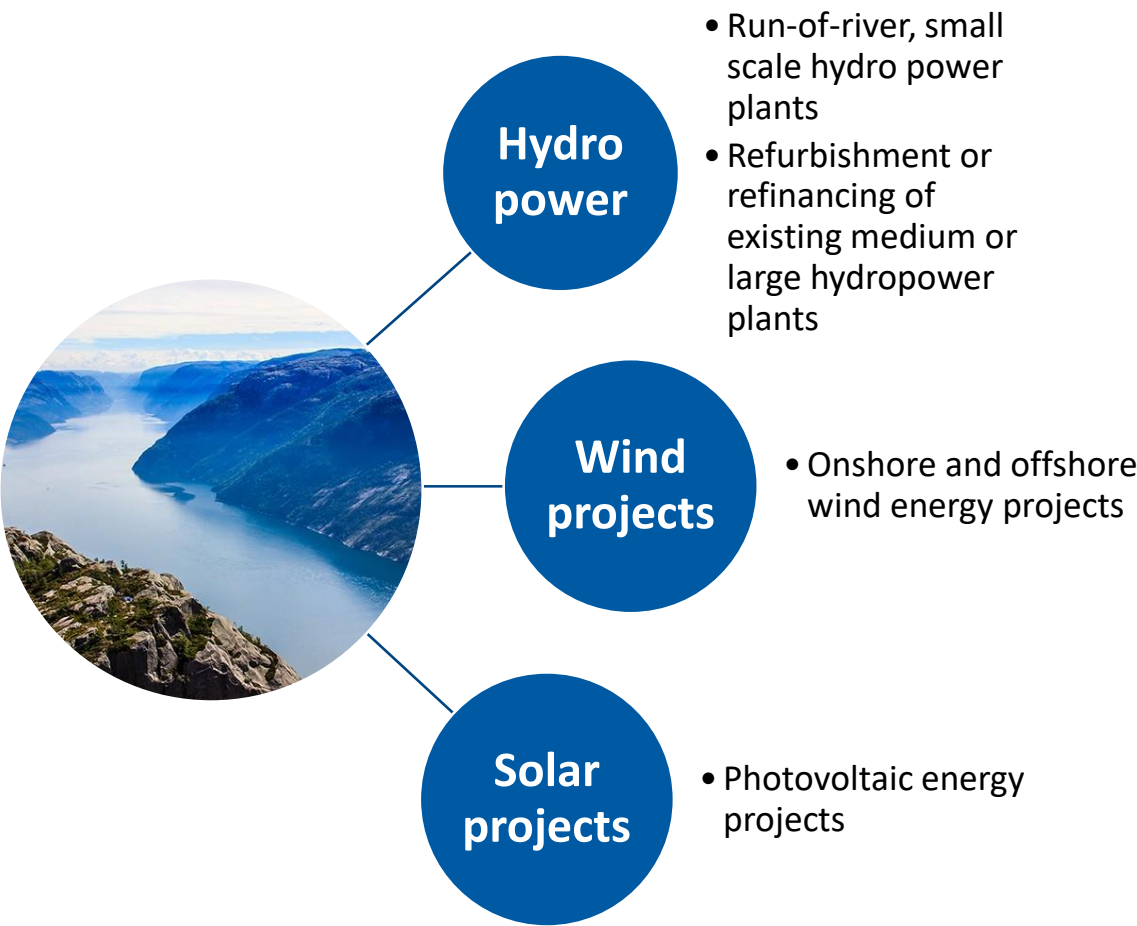 Hydro
power
• Run-of-river, small
scale hydro power
plants
• Refurbishment or
refinancing of
existing medium or
large hydropower
plants
Wind
projects
• Onshore and offshore
wind energy projects
Solar
projects
• Photovoltaic energy
projects